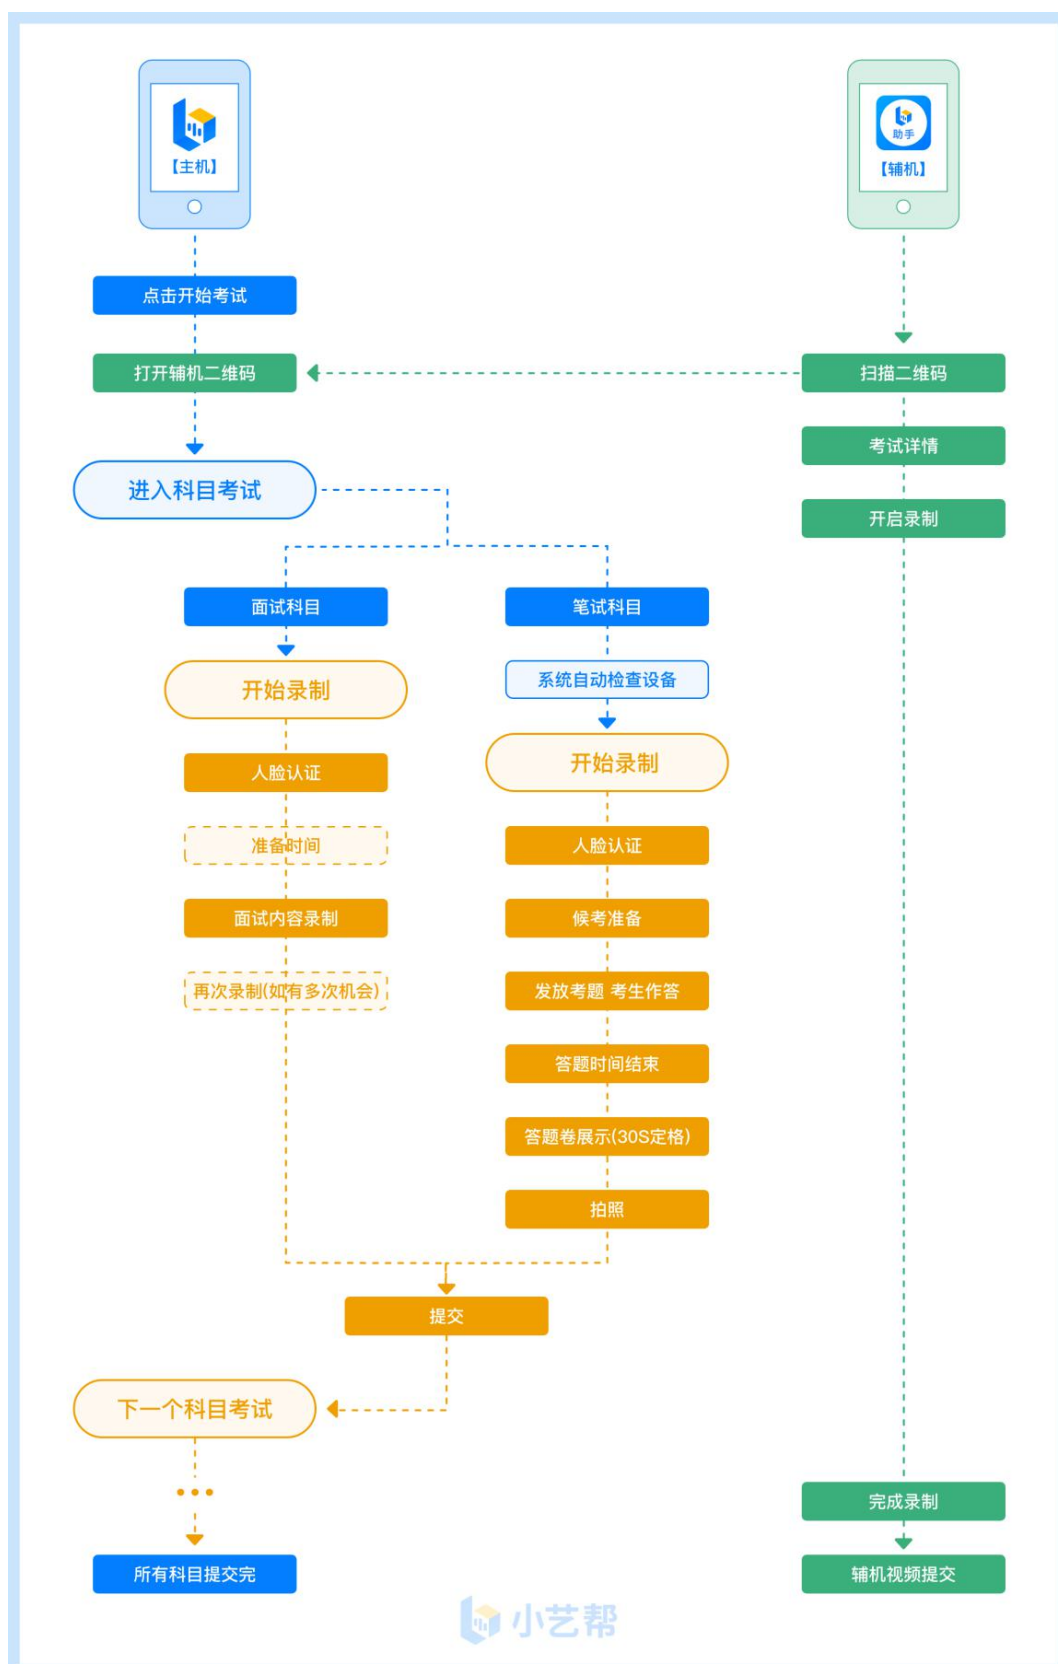 助手
【主机】
【辅机】
点击开始考试
打开辅机二维码
扫描二维码
考试详情
进入科目考试
开启录制
面试科目
笔试科目
系统自动检查设备
开始录制
开始录制
人脸认证
准备时间
人脸认证
面试内容录制
候考准备
再次录制(如有多次机会)
发放考题 考生作答
答题时间结束
答题卷展示(30S定格)
拍照
提交
下一个科目考试
完成录制
所有科目提交完
辅机视频提交
小艺帮